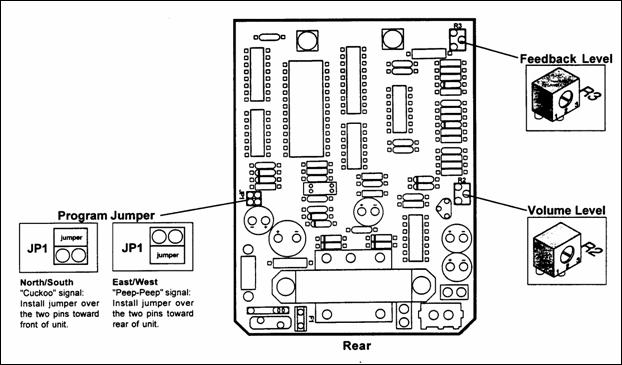 R3
Feedback Level
R3
R2
Volume Level
R2
JP1
Program Jumper
JP1
jumper
JP1
jumper
North/South
"Cuckoo" signal:
Install jumper over
the two pins toward
front of unit.
East/West
"Peep-Peep" signal:
Install jumper over
the two pins toward
rear of unit.
F1
Rear